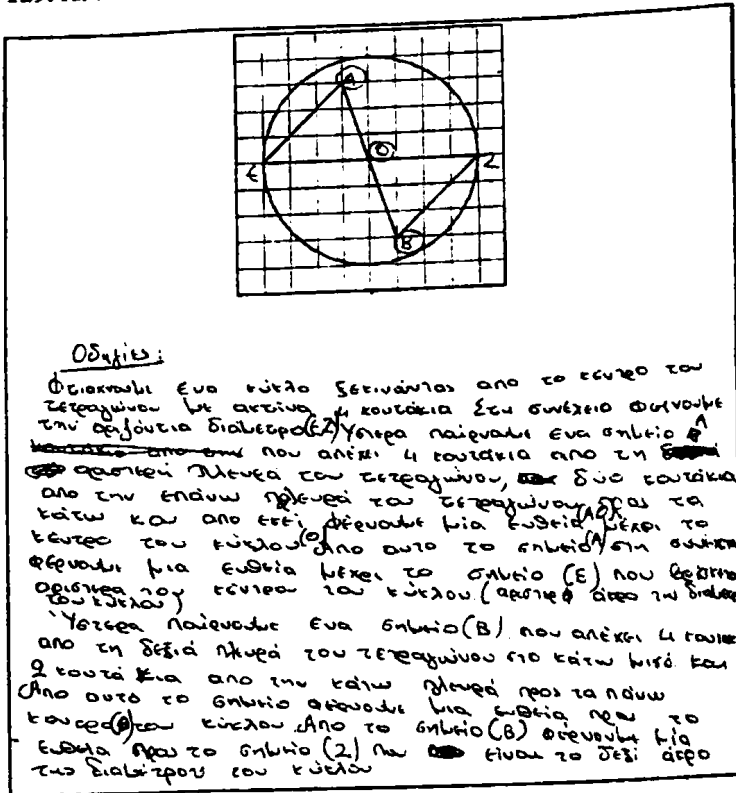 A
O
Ε
Ζ
B
Οδηγίες:
Φτιάχνουμε ένα κύκλο ξεκινώντας από το κέντρο του
τετραγώνου με ακτίνα 4 κουτάκια Στη συνέχεια φέρνουμε
την οριζόντια διάμετρο (ΕΖ) Ύστερα παίρνουμε ένα σημείο Α
που απέχει 4 κουτάκια από τη
αριστερή πλευρά του τετραγώνου, δύο κουτάκια
από την επάνω πλευρά του τετραγώνου προς τα
κάτω και από εκεί φέρνουμε μία ευθεία (ΑΟ) μέχρι το
κέντρο του κύκλου (Ο) Από αυτό το σημείο (Α) στη συνέχεια
φέρνουμε μια ευθεία μέχρι το σημείο (Ε) που βρίσκεται
αριστερα του κέντρου του κύκλου. (αριστερό άκρο της διαμέτρου
του κύκλου)
Ύστερα παίρνουμε ένα σημείο (Β) που απέχει 4 κουτάκια
από τη δεξιά πλευρά του τετραγώνου στο κάτω μισό και
2 κουτάκια από την κάτω πλευρά προς τα πάνω
Από αυτό το σημείο φέρνουμε μια ευθεία προς το
κέντρο (Ο) του κύκλου. Από το σημείο (Β) φέρνουμε μία
ευθεία προς το σημείο (Ζ) που είναι το δεξί άκρο
της διαμέτρους του κύκλου